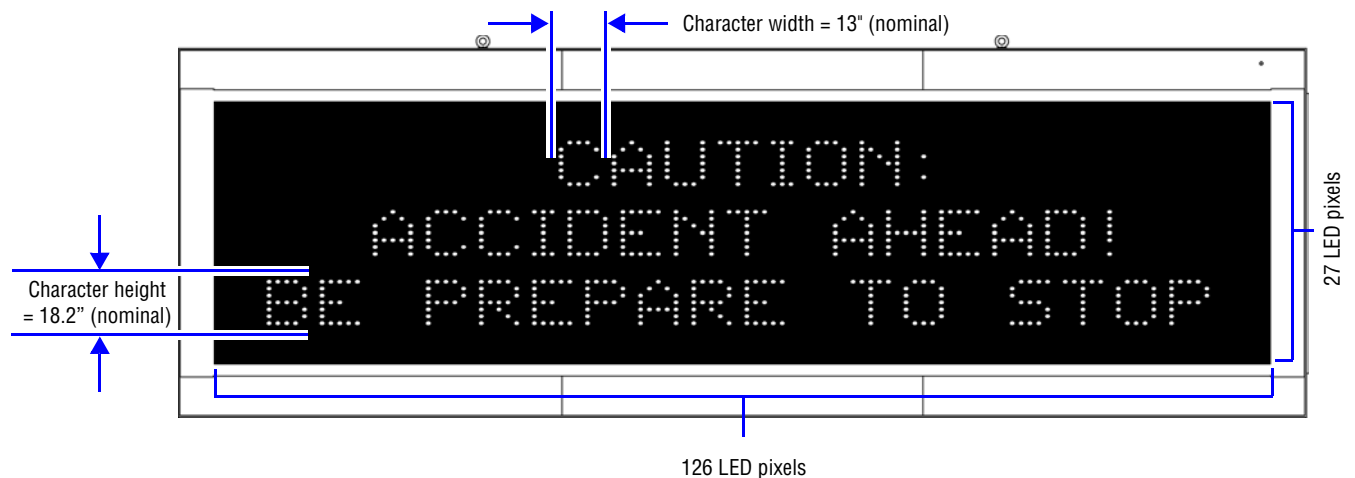 Character width = 13" (nominal)
CAUTION:
ACCIDENT AHEAD!
BE PREPARE TO STOP
Character height
= 18.2” (nominal)
27 LED pixels
126 LED pixels